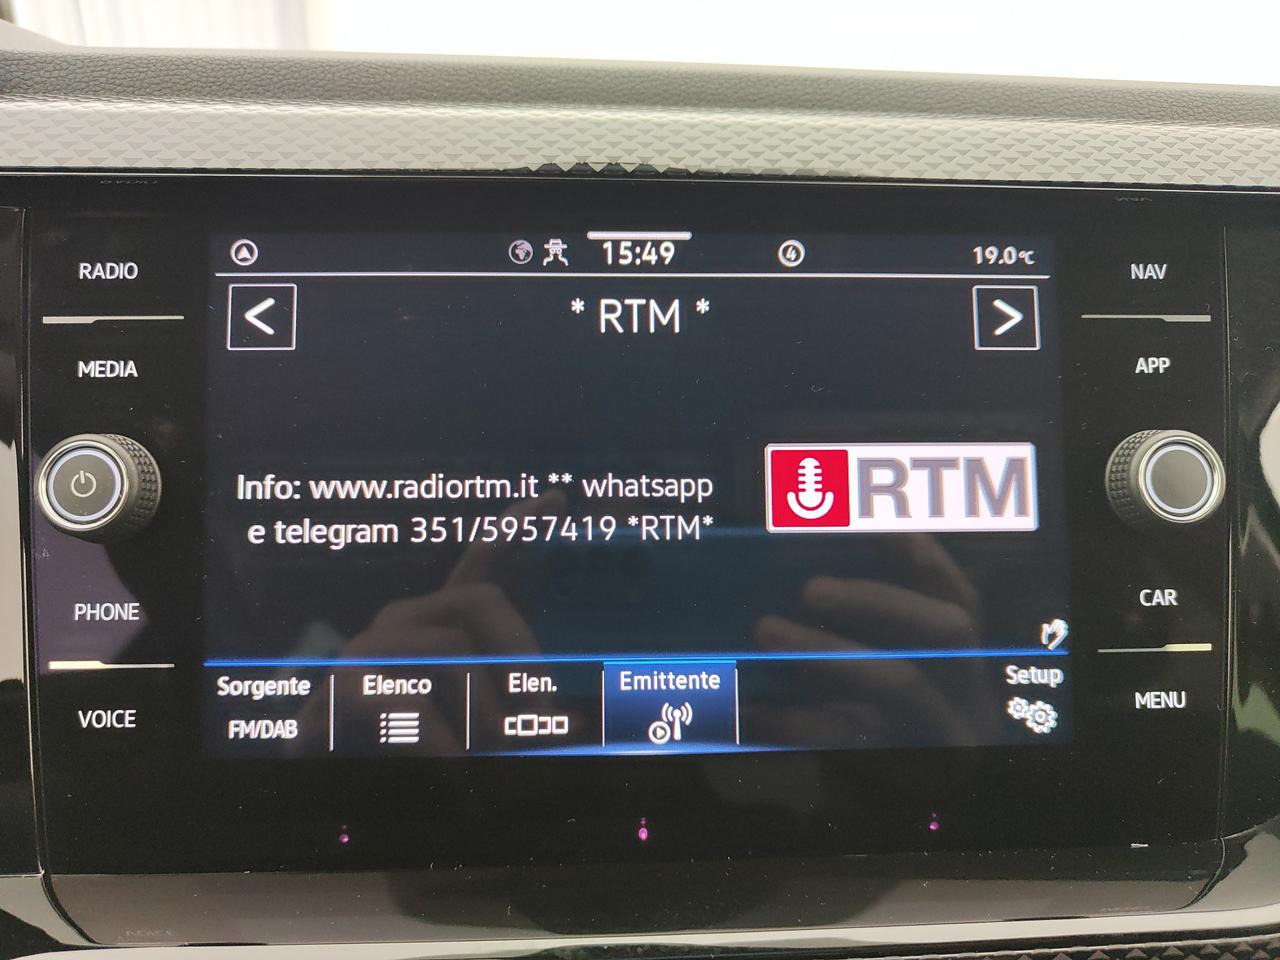 RADIO
MEDIA
PHONE
VOICE
15:49
4
19.0°C
* RTM *
Info: www.radiortm.it ** whatsapp
e telegram 351/5957419 *RTM*
RTM
Sorgente
FM/DAB
Elenco
Elen.
Emittente
Setup
NAV
APP
CAR
MENU